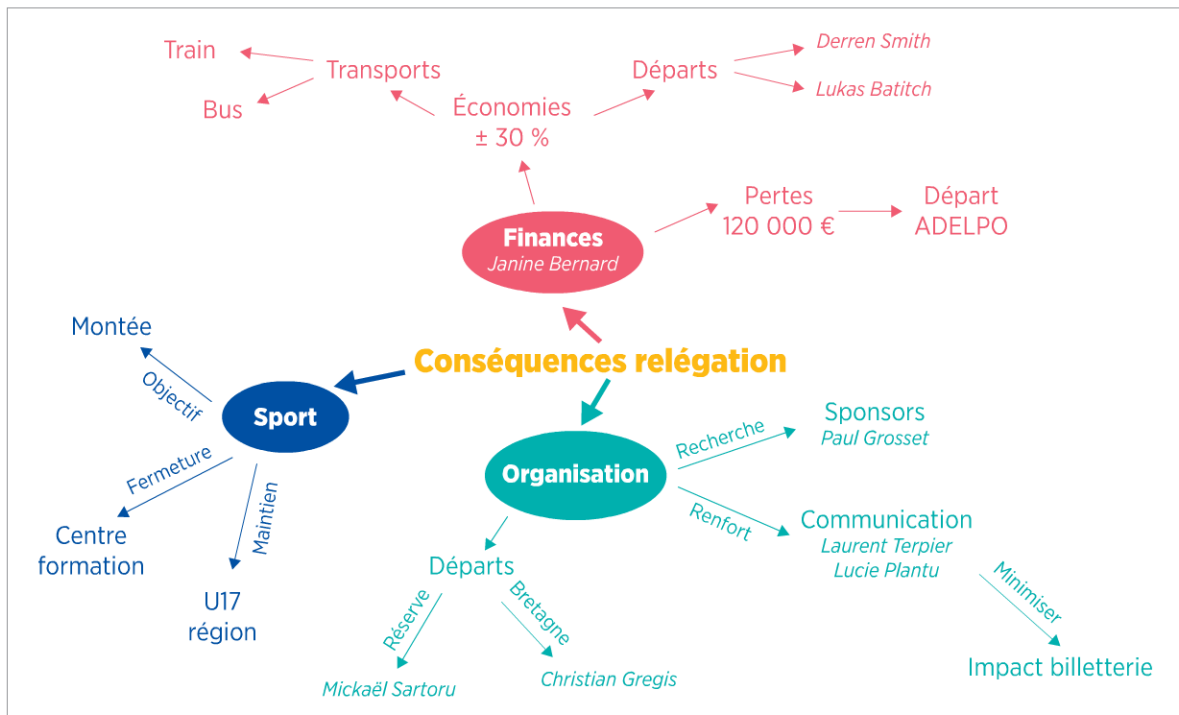 Train
Transports
Bus
Économies
± 30 %
Départs
Derren Smith
Lukas Batitch
Finances
Janine Bernard
Pertes
120 000 €
Départ
ADELPO
Conséquences relégation
Montée
Objectif
Sport
Fermeture
Centre
formation
Maintien
U17
région
Organisation
Recherche
Sponsors
Paul Grosset
Renfort
Communication
Laurent Terpier
Lucie Plantu
Minimiser
Impact billetterie
Départs
Réserve
Mickaël Sartoru
Bretagne
Christian Gregis